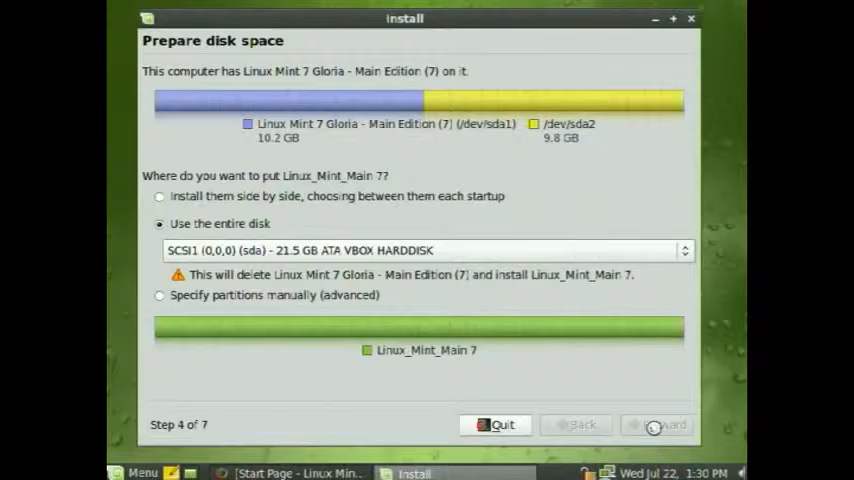 Install
Prepare disk space
This computer has Linux Mint 7 Gloria - Main Edition (7) on it.
Linux Mint 7 Gloria - Main Edition (7) (/dev/sda1)
10.2 GB
/dev/sda2
9.8 GB
Where do you want to put Linux_Mint_Main 7?
Install them side by side, choosing between them each startup
Use the entire disk
SCSI1 (0,0,0) (sda) - 21.5 GB ATA VBOX HARDDISK
This will delete Linux Mint 7 Gloria - Main Edition (7) and install Linux_Mint_Main 7.
Specify partitions manually (advanced)
Linux_Mint_Main 7
Step 4 of 7
Quit
Back
Menu
[Start Page - Linux Min...
Install
Wed Jul 22, 1:30 PM